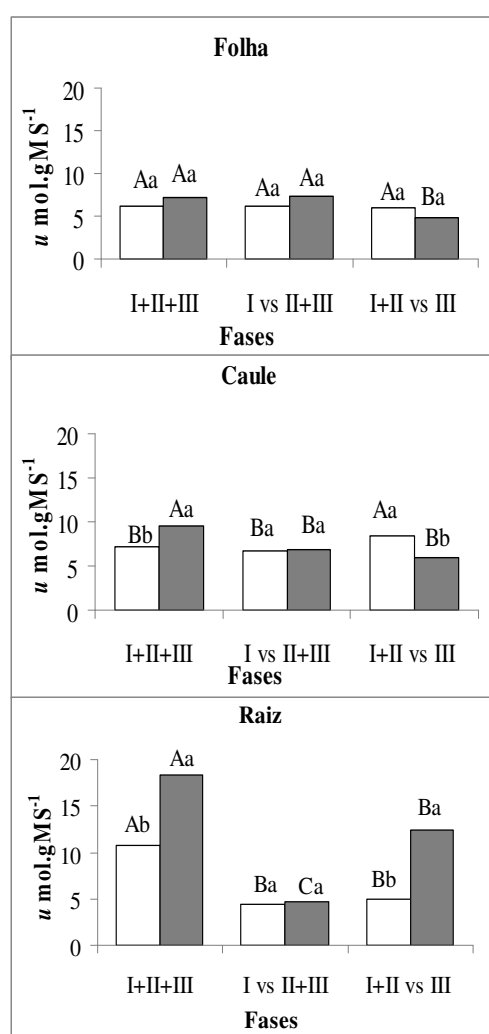 Folha
u mol.gMS-1
20
15
10
5
0
Aa Aa Aa Aa Aa Ba
I+II+III I vs II+III I+II vs III
Fases
Caule
u mol.gMS-1
20
15
10
5
0
Bb Aa Ba Ba Aa Bb
I+II+III I vs II+III I+II vs III
Fases
Raiz
u mol.gMS-1
20
15
10
5
0
Ab Aa Ba Ca Bb Ba
I+II+III I vs II+III I+II vs III
Fases